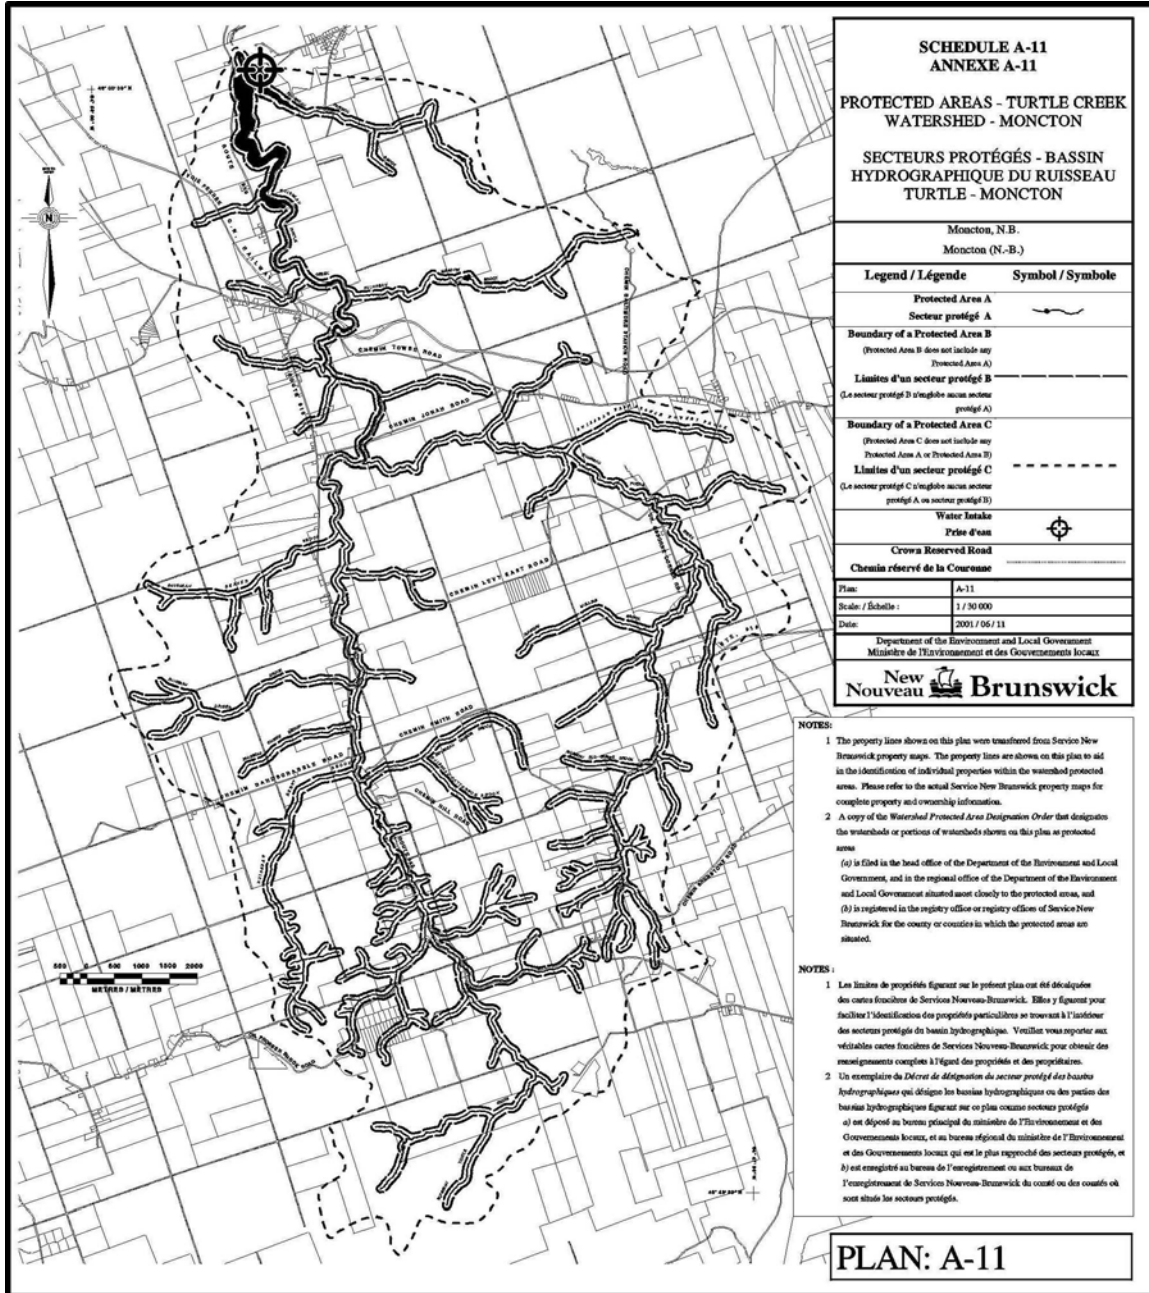 SCHEDULE A-11
ANNEXE A-11
PROTECTED AREAS - TURTLE CREEK
WATERSHED - MONCTON
SECTEURS PROTÉGÉS - BASSIN
HYDROGRAPHIQUE DU RUISSEAU
TURTLE - MONCTON
Moncton, N.B.
Moncton (N.-B.)
Legend / Légende Symbol / Symbole
Protected Area A
Secteur protégé A
Boundary of a Protected Area B
(Protected Area B does not include any
Protected Area A)
Limites d'un secteur protégé B
(Le secteur protégé B n'englobe aucun secteur
protégé A)
Boundary of a Protected Area C
(Protected Area C does not include any
Protected Area A or Protected Area B)
Limites d'un secteur protégé C
(Le secteur protégé C n'englobe aucun secteur
protégé A ou secteur protégé B)
Water Intake
Prise d'eau
Crown Reserved Road
Chemin réservé de la Couronne
Plan: A-11
Scale: / Échelle : 1 / 30 000
Date: 2001 / 06 / 11
Department of the Environment and Local Government
Ministère de l'Environnement et des Gouvernements locaux
New
Nouveau Brunswick
NOTES:
1 The property lines shown on this plan were transferred from Service New
Brunswick property maps. The property lines are shown on this plan to aid
in the identification of individual properties within the watershed protected
areas. Please refer to the actual Service New Brunswick property maps for
complete property and ownership information.
2 A copy of the Watershed Protected Area Designation Order that designates
the watersheds or portions of watersheds shown on this plan as protected
areas
(a) is filed in the head office of the Department of the Environment and Local
Government, and in the regional office of the Department of the Environment
and Local Government situated most closely to the protected areas, and
(b) is registered in the registry office or registry offices of Service New
Brunswick for the county or counties in which the protected areas are
situated.
NOTES :
1 Les limites de propriétés figurant sur le présent plan ont été décalquées
des cartes foncières de Services Nouveau-Brunswick. Elles y figurent pour
faciliter l'identification des propriétés particulières se trouvant à l'intérieur
des secteurs protégés du bassin hydrographique. Veuillez vous reporter aux
véritables cartes foncières de Services Nouveau-Brunswick pour obtenir des
renseignements complets à l'égard des propriétés et des propriétaires.
2 Un exemplaire du Décret de désignation du secteur protégé des bassins
hydrographiques qui désigne les bassins hydrographiques ou des parties des
bassins hydrographiques figurant sur ce plan comme secteurs protégés
a) est déposé au bureau principal du ministère de l'Environnement et des
Gouvernements locaux, et au bureau régional du ministère de l'Environnement
et des Gouvernements locaux qui est le plus rapproché des secteurs protégés, et
b) est enregistré au bureau de l'enregistrement ou aux bureaux de
l'enregistrement de Services Nouveau-Brunswick du comté ou des comtés où
sont situés les secteurs protégés.
PLAN: A-11
N
ROUTE
C.N. RAILWAY
CHEMIN TOWER ROAD
CHEMIN JONAH ROAD
CHEMIN LEVY EAST ROAD
CHEMIN SMITH ROAD
CHEMIN HILL ROAD
500 0 500 1000 1500 2000
METRES / MÈTRES